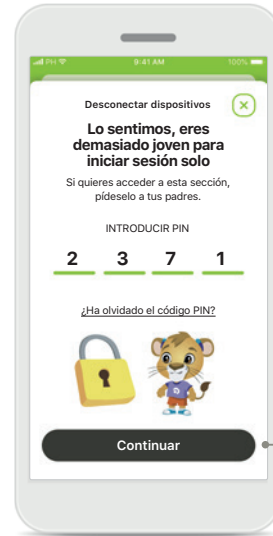 PH 9:41 AM 100%
Desconectar dispositivos
Lo sentimos, eres
demasiado joven para
iniciar sesión solo
Si quieres acceder a esta sección,
pídeselo a tus padres.
INTRODUCIR PIN
2 3 7 1
¿Ha olvidado el código PIN?
Continuar